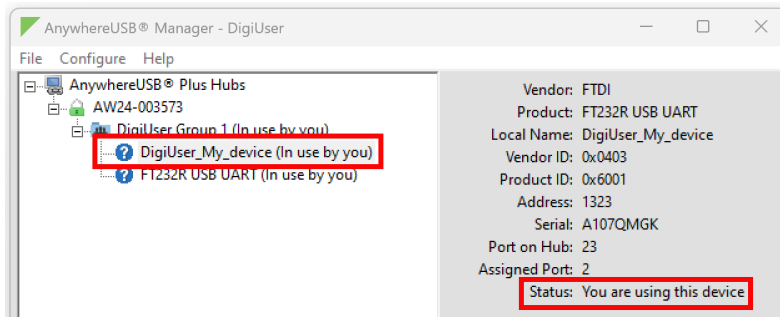 AnywhereUSB® Manager - DigiUser
File Configure Help
AnywhereUSB® Plus Hubs
AW24-003573
DigiUser Group 1 (In use by you)
DigiUser_My_device (In use by you)
FT232R USB UART (In use by you)
Vendor: FTDI
Product: FT232R USB UART
Local Name: DigiUser_My_device
Vendor ID: 0x0403
Product ID: 0x6001
Address: 1323
Serial: A107QMGK
Port on Hub: 23
Assigned Port: 2
Status: You are using this device